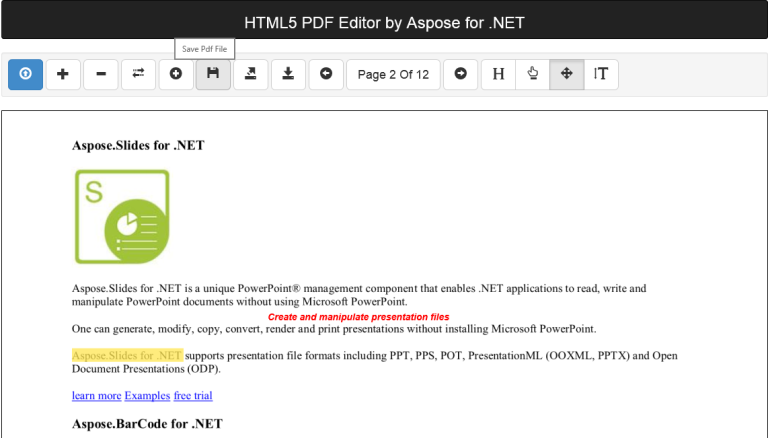 HTML5 PDF Editor by Aspose for .NET
Save Pdf File
Page 2 Of 12
H
T
Aspose.Slides for .NET
S
Aspose.Slides for .NET is a unique PowerPoint® management component that enables .NET applications to read, write and
manipulate PowerPoint documents without using Microsoft PowerPoint.
Create and manipulate presentation files
One can generate, modify, copy, convert, render and print presentations without installing Microsoft PowerPoint.
Aspose.Slides for .NET supports presentation file formats including PPT, PPS, POT, PresentationML (OOXML, PPTX) and Open
Document Presentations (ODP).
learn more Examples free trial
Aspose.BarCode for .NET